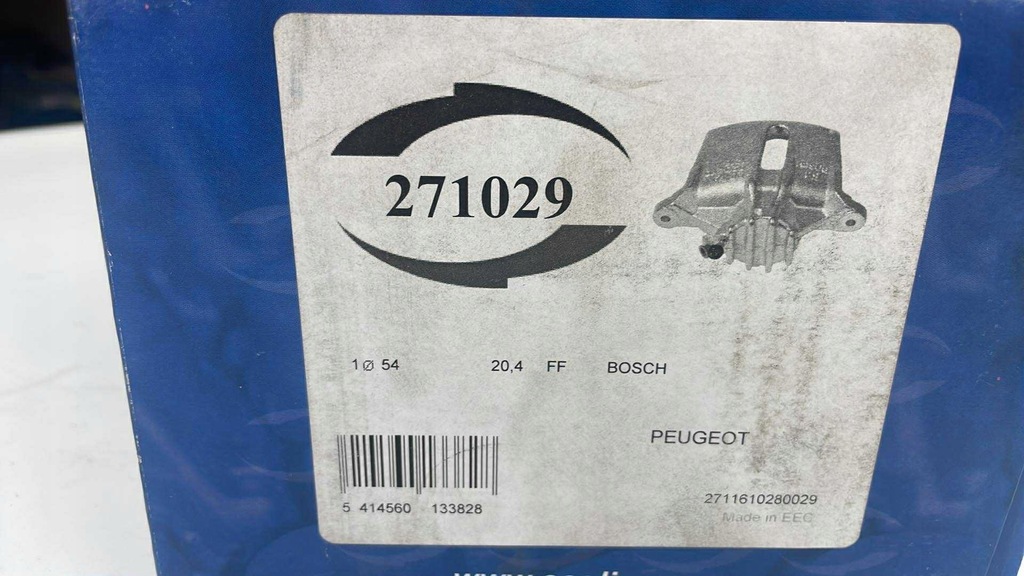 271029
1 ∅ 54 20,4 FF BOSCH
PEUGEOT
5 414560 133828
2711610280029
Made in EEC